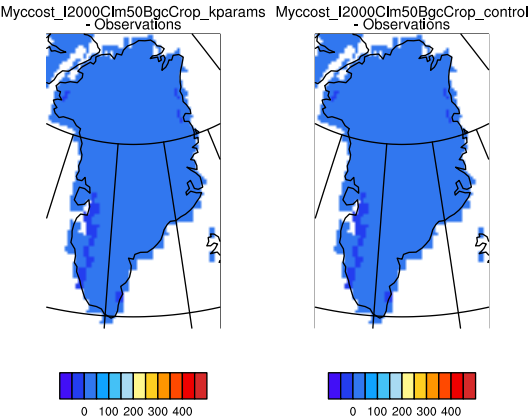 Myccost_I2000Clm50BgcCrop_kparams
- Observations
Myccost_I2000Clm50BgcCrop_control
- Observations
0 100 200 300 400
0 100 200 300 400